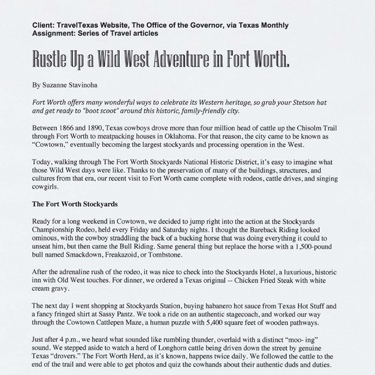 Client: TravelTexas Website, The Office of the Governor, via Texas Monthly
Assignment: Series of Travel articles
Rustle Up a Wild West Adventure in Fort Worth.
By Suzanne Stavinoha
Fort Worth offers many wonderful ways to celebrate its Western heritage, so grab your Stetson hat
and get ready to "boot scoot" around this historic, family-friendly city.
Between 1866 and 1890, Texas cowboys drove more than four million head of cattle up the Chisolm Trail
through Fort Worth to meatpacking houses in Oklahoma. For that reason, the city came to be known as
"Cowtown," eventually becoming the largest stockyards and processing operation in the West.
Today, walking through The Fort Worth Stockyards National Historic District, it's easy to imagine what
those Wild West days were like. Thanks to the preservation of many of the buildings, structures, and
cultures from that era, our recent visit to Fort Worth came complete with rodeos, cattle drives, and singing
cowgirls.
The Fort Worth Stockyards
Ready for a long weekend in Cowtown, we decided to jump right into the action at the Stockyards
Championship Rodeo, held every Friday and Saturday nights. I thought the Bareback Riding looked
ominous, with the cowboy straddling the back of a bucking horse that was doing everything it could to
unseat him, but then came the Bull Riding. Same general thing but replace the horse with a 1,500-pound
bull named Smackdown, Freakazoid, or Tombstone.
After the adrenaline rush of the rodeo, it was nice to check into the Stockyards Hotel, a luxurious, historic
inn with Old West touches. For dinner, we ordered a Texas original -- Chicken Fried Steak with white
cream gravy.
The next day I went shopping at Stockyards Station, buying habanero hot sauce from Texas Hot Stuff and
a fancy fringed shirt at Sassy Pantz. We took a ride on an authentic stagecoach, and worked our way
through the Cowtown Cattlepen Maze, a human puzzle with 5,400 square feet of wooden pathways.
Just after 4 p.m., we heard what sounded like rumbling thunder, overlaid with a distinct "moo- ing"
sound. We stepped aside to watch a herd of Longhorn cattle being driven down the street by genuine
Texas "drovers." The Fort Worth Herd, as it's known, happens twice daily. We followed the cattle to the
end of the trail and were able to get photos and quiz the cowhands about their authentic duds and duties.